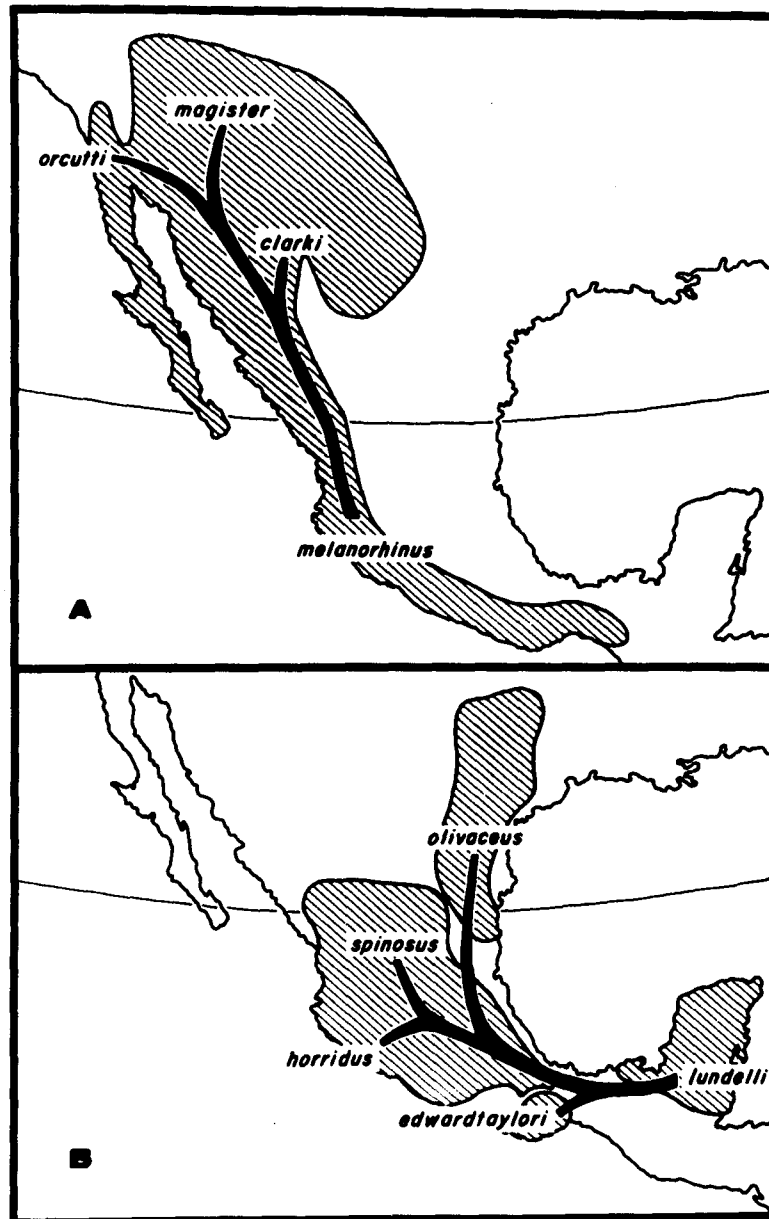 magister
orcutti
clarki
melanorhinus
A
olivaceus
spinosus
horridus
lundelli
edwardtaylori
B